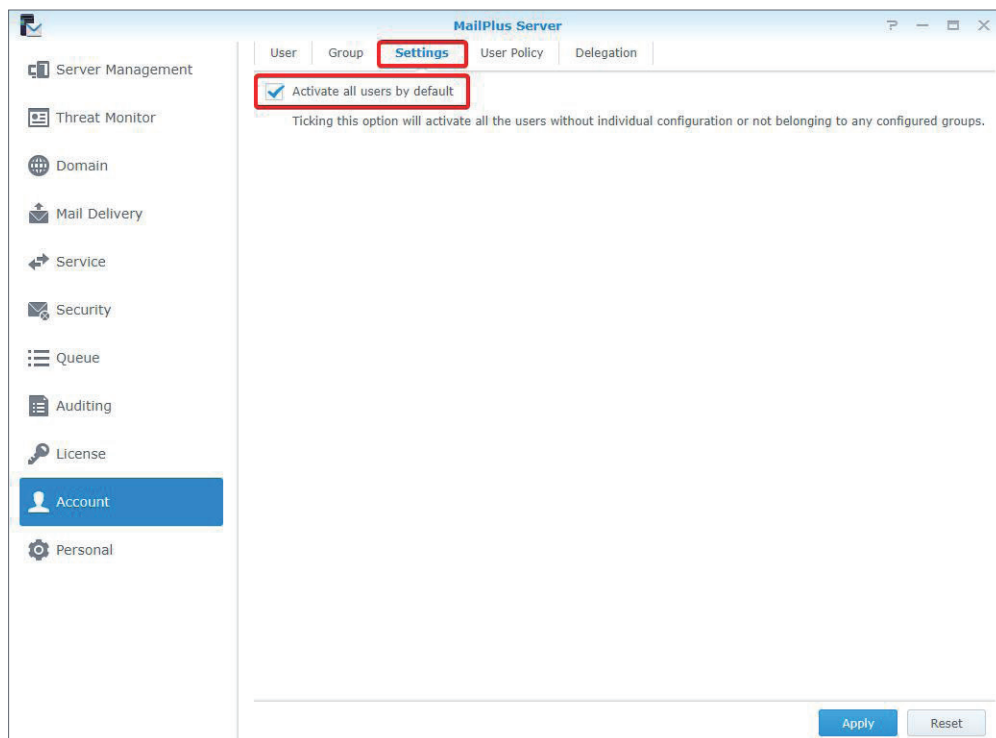 MailPlus Server
Server Management
Threat Monitor
Domain
Mail Delivery
Service
Security
Queue
Auditing
License
Account
Personal
User Group Settings User Policy Delegation
Activate all users by default
Ticking this option will activate all the users without individual configuration or not belonging to any configured groups.
Apply Reset